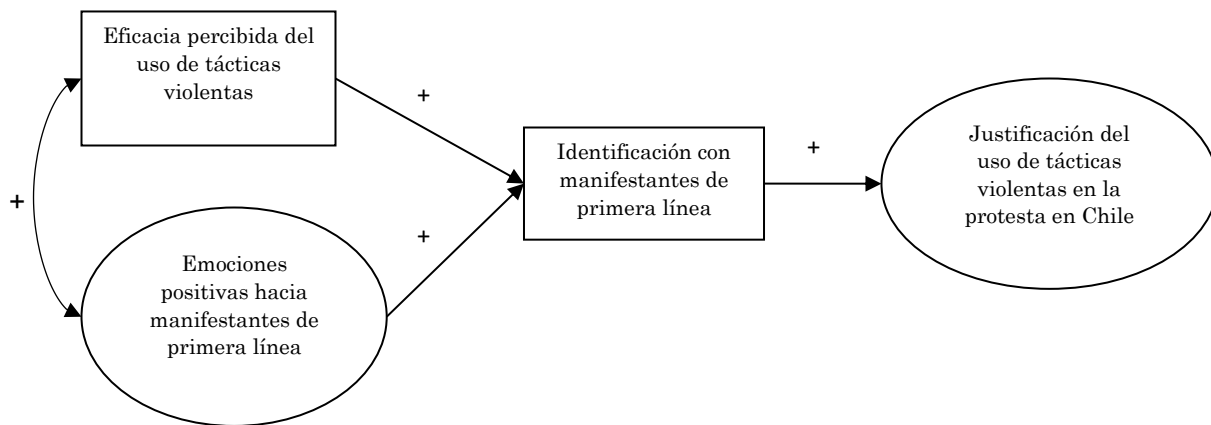 Eficacia percibida del
uso de tácticas
violentas
+
+
Emociones
positivas hacia
manifestantes de
primera línea
+
Identificación con
manifestantes de
primera línea
+
Justificación del
uso de tácticas
violentas en la
protesta en Chile